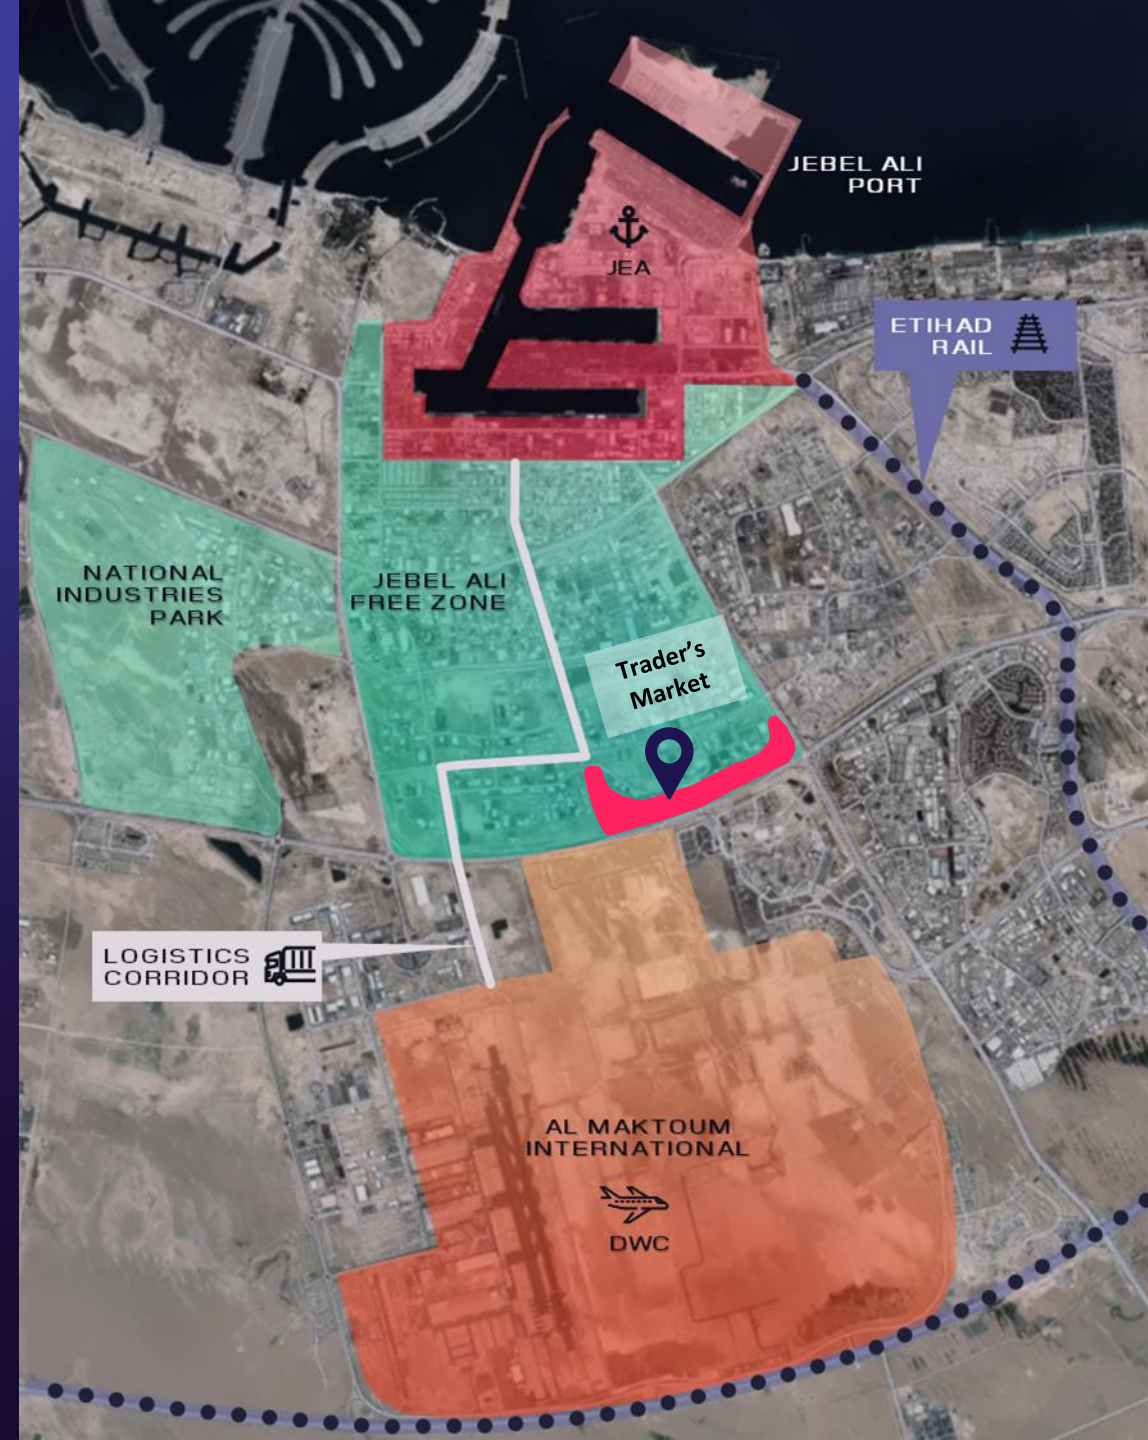 JEBEL ALI
PORT
JEA
ETIHAD
RAIL
NATIONAL
INDUSTRIES
PARK
JEBEL ALI
FREE ZONE
Trader's
Market
LOGISTICS
CORRIDOR
AL MAKTOUM
INTERNATIONAL
DWC